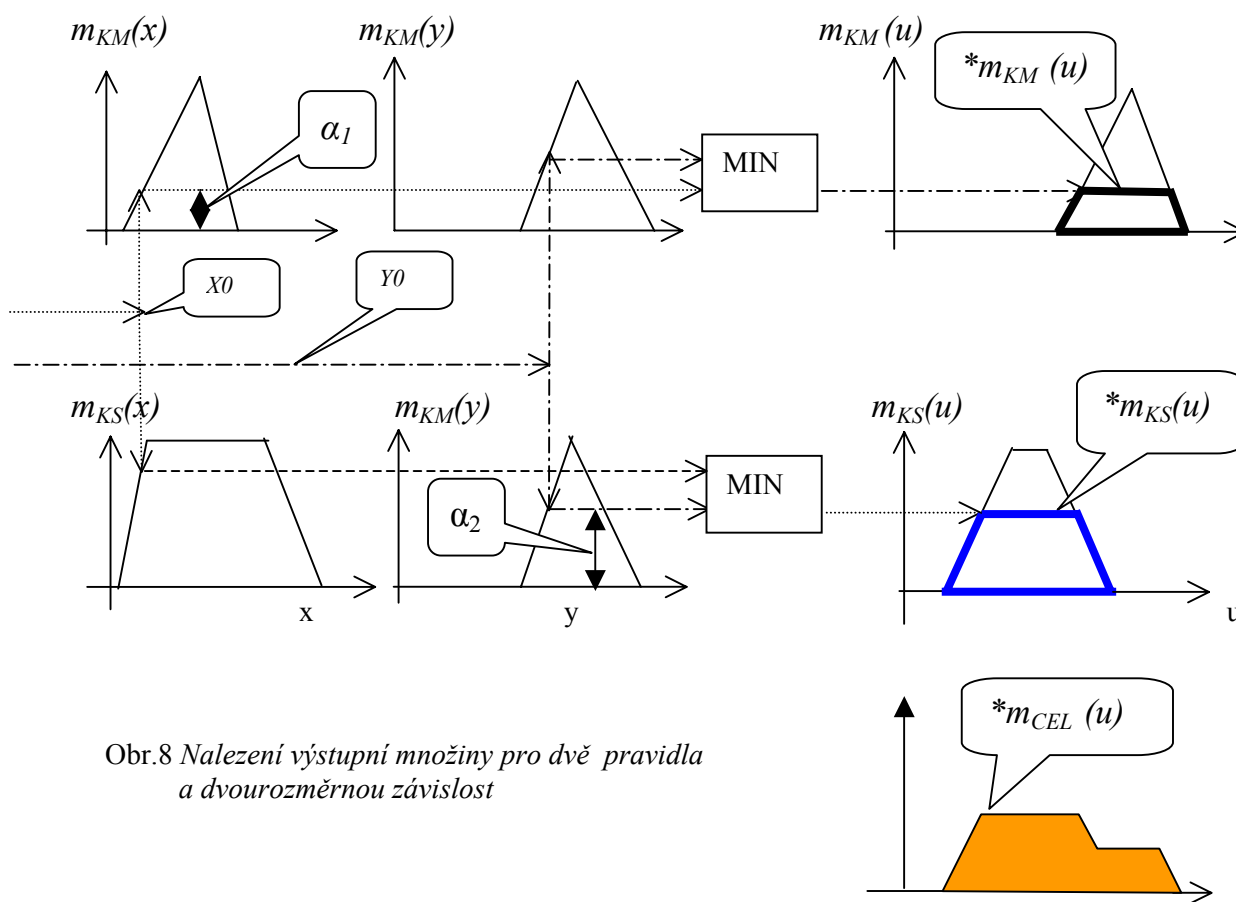 m_KM(x)
m_KM(y)
m_KM(u)
*m_KM (u)
α_1
MIN
X0
Y0
m_KS(x)
m_KM(y)
m_KS(u)
*m_KS(u)
α_2
MIN
x
y
u
*m_CEL (u)
Obr.8 Nalezení výstupní množiny pro dvě pravidla
a dvourozměrnou závislost